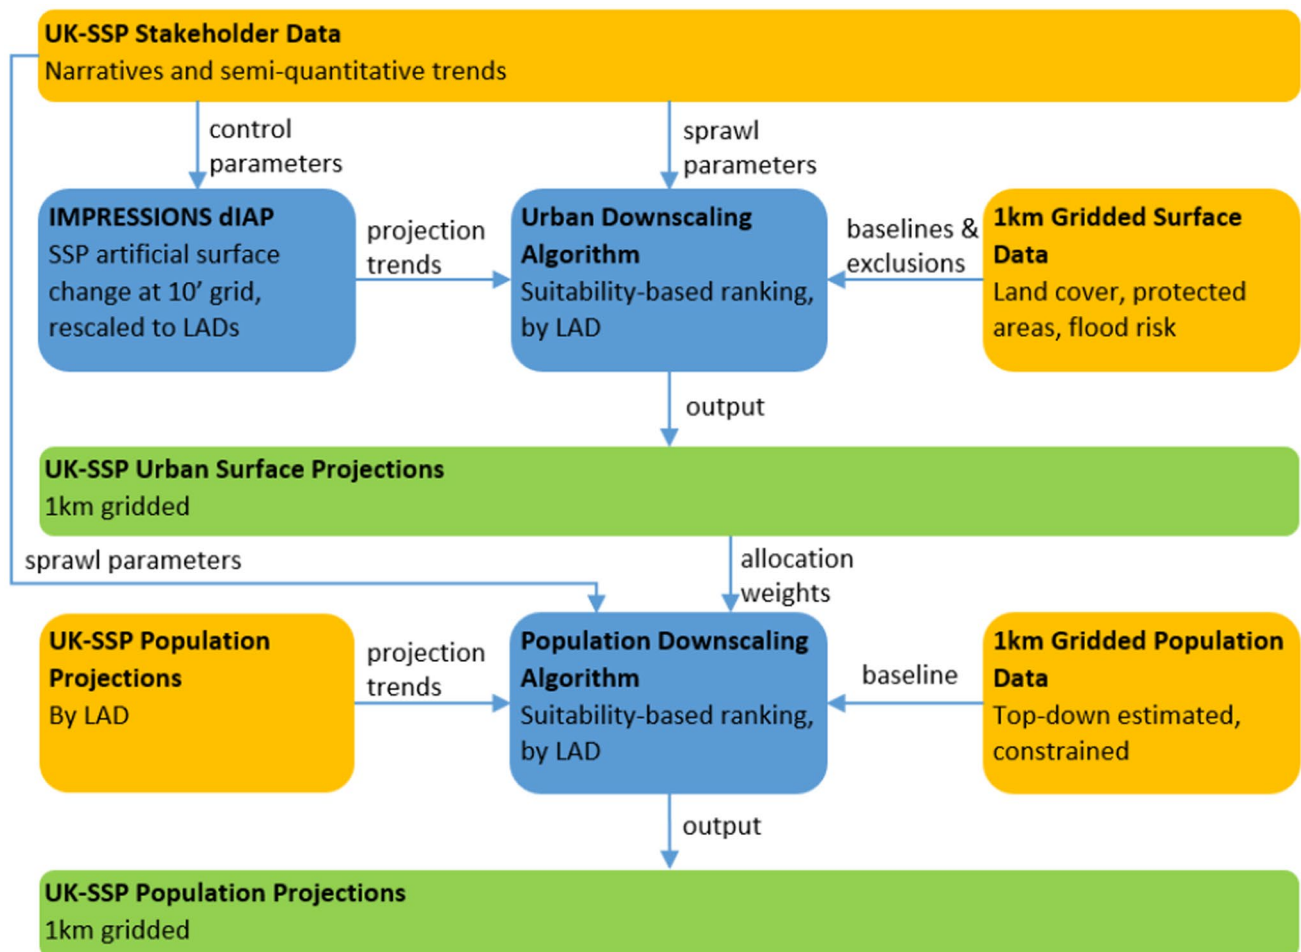 UK-SSP Stakeholder Data
Narratives and semi-quantitative trends
control
parameters
sprawl
parameters
IMPRESSIONS dIAP
SSP artificial surface
change at 10’ grid,
rescaled to LADs
projection
trends
Urban Downscaling
Algorithm
Suitability-based ranking,
by LAD
baselines &
exclusions
1km Gridded Surface
Data
Land cover, protected
areas, flood risk
output
UK-SSP Urban Surface Projections
1km gridded
sprawl parameters
allocation
weights
UK-SSP Population
Projections
By LAD
projection
trends
Population Downscaling
Algorithm
Suitability-based ranking,
by LAD
baseline
1km Gridded Population
Data
Top-down estimated,
constrained
output
UK-SSP Population Projections
1km gridded